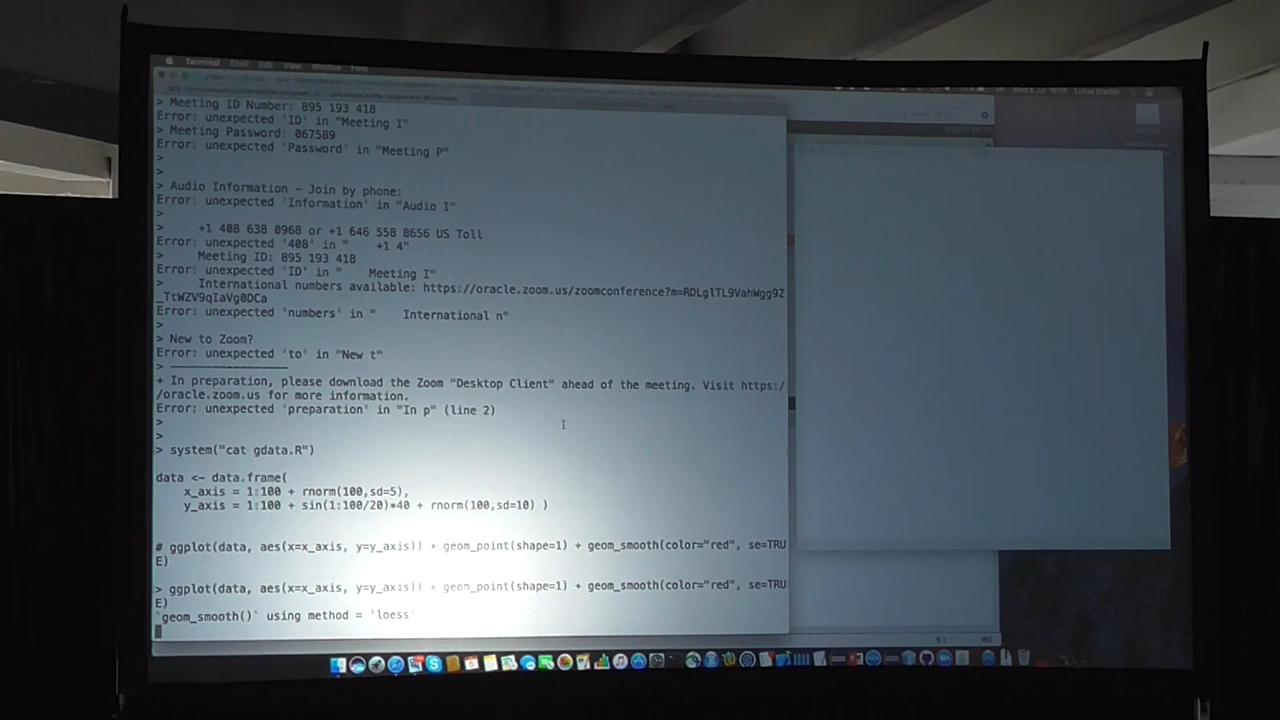 Terminal Shell Edit View Window Help
> Meeting ID Number: 895 193 418
Error: unexpected 'ID' in "Meeting I"
> Meeting Password: 067589
Error: unexpected 'Password' in "Meeting P"
>
>
> Audio Information – Join by phone:
Error: unexpected 'Information' in "Audio I"
>
> +1 408 638 0968 or +1 646 558 8656 US Toll
Error: unexpected '408' in " +1 4"
> Meeting ID: 895 193 418
Error: unexpected 'ID' in " Meeting I"
> International numbers available: https://oracle.zoom.us/zoomconference?m=RDLglTL9VahWgg9Z
_TtWZV9qIaVg0DCa
Error: unexpected 'numbers' in " International n"
>
> New to Zoom?
Error: unexpected 'to' in "New t"
> -----------------
+ In preparation, please download the Zoom "Desktop Client" ahead of the meeting. Visit https:/
/oracle.zoom.us for more information.
Error: unexpected 'preparation' in "In p" (line 2)
>
>
> system("cat gdata.R")
data <- data.frame(
x_axis = 1:100 + rnorm(100,sd=5),
y_axis = 1:100 + sin(1:100/20)*40 + rnorm(100,sd=10) )
# ggplot(data, aes(x=x_axis, y=y_axis)) + geom_point(shape=1) + geom_smooth(color="red", se=TRU
E)
> ggplot(data, aes(x=x_axis, y=y_axis)) + geom_point(shape=1) + geom_smooth(color="red", se=TRU
E)
`geom_smooth()` using method = 'loess'